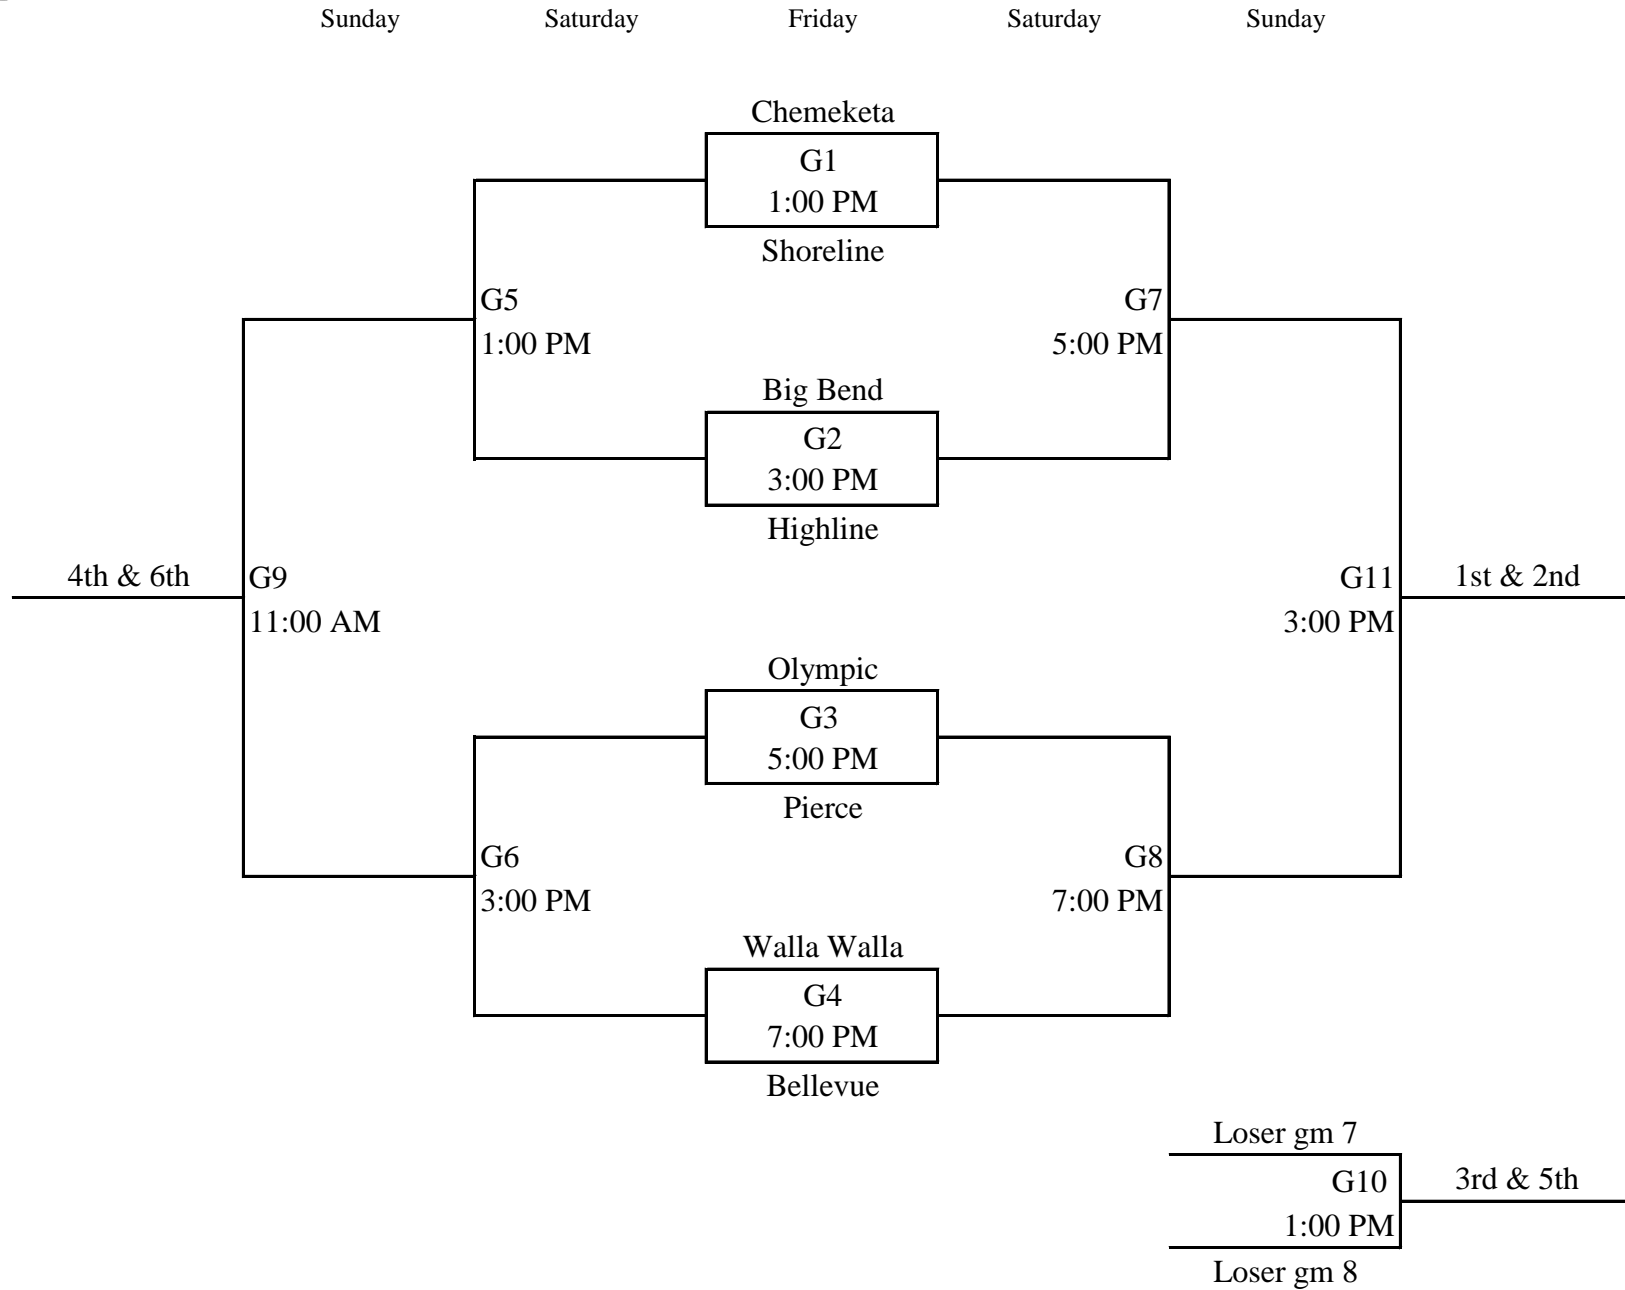 Sunday Saturday Friday Saturday Sunday
Chemeketa
G1
1:00 PM
Shoreline
G5 G7
1:00 PM 5:00 PM
Big Bend
G2
3:00 PM
Highline
4th & 6th G9 G11 1st & 2nd
11:00 AM 3:00 PM
Olympic
G3
5:00 PM
Pierce
G6 G8
3:00 PM 7:00 PM
Walla Walla
G4
7:00 PM
Bellevue
Loser gm 7
G10 3rd & 5th
1:00 PM
Loser gm 8